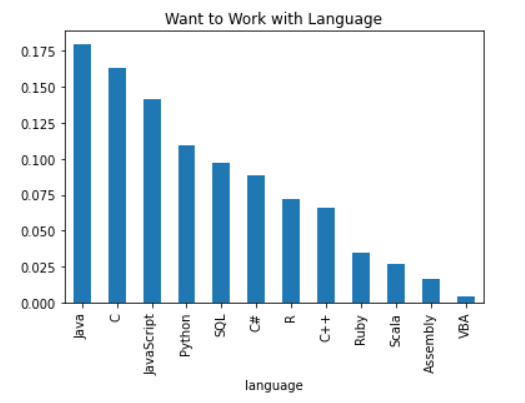 Want to Work with Language
0.175
0.150
0.125
0.100
0.075
0.050
0.025
0.000
Java
C
JavaScript
Python
SQL
C#
R
C++
Ruby
Scala
Assembly
VBA
language